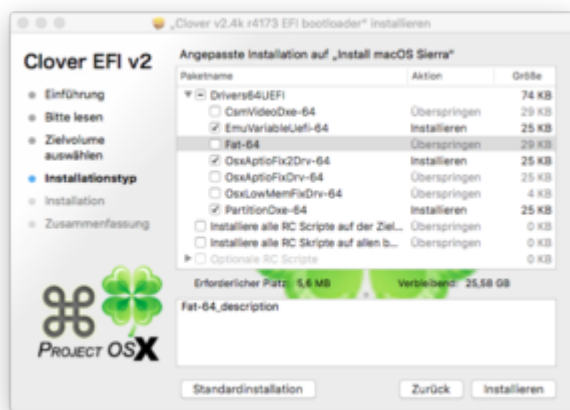 „Clover v2.4k r4173 EFI bootloader“ installieren
Clover EFI v2
Angepasste Installation auf „Install macOS Sierra“
Einführung
Bitte lesen
Zielvolume
auswählen
Installationstyp
Installation
Zusammenfassung
Paketname Aktion Größe
Drivers64UEFI 74 KB
CsmVideoDxe-64 Überspringen 29 KB
EmuVariableUefi-64 Installieren 25 KB
Fat-64 Überspringen 29 KB
OsxAptioFix2Drv-64 Installieren 25 KB
OsxAptioFixDrv-64 Überspringen 25 KB
OsxLowMemFixDrv-64 Überspringen 4 KB
PartitionDxe-64 Installieren 25 KB
Installiere alle RC Scripte auf der Ziel... Überspringen 0 KB
Installiere alle RC Skripte auf allen b... Überspringen 0 KB
Optionale RC Scripte 0 KB
Erforderlicher Platz: 5,6 MB Verbleibend: 25,58 GB
Fat-64_description
PROJECT OSX
Standardinstallation Zurück Installieren